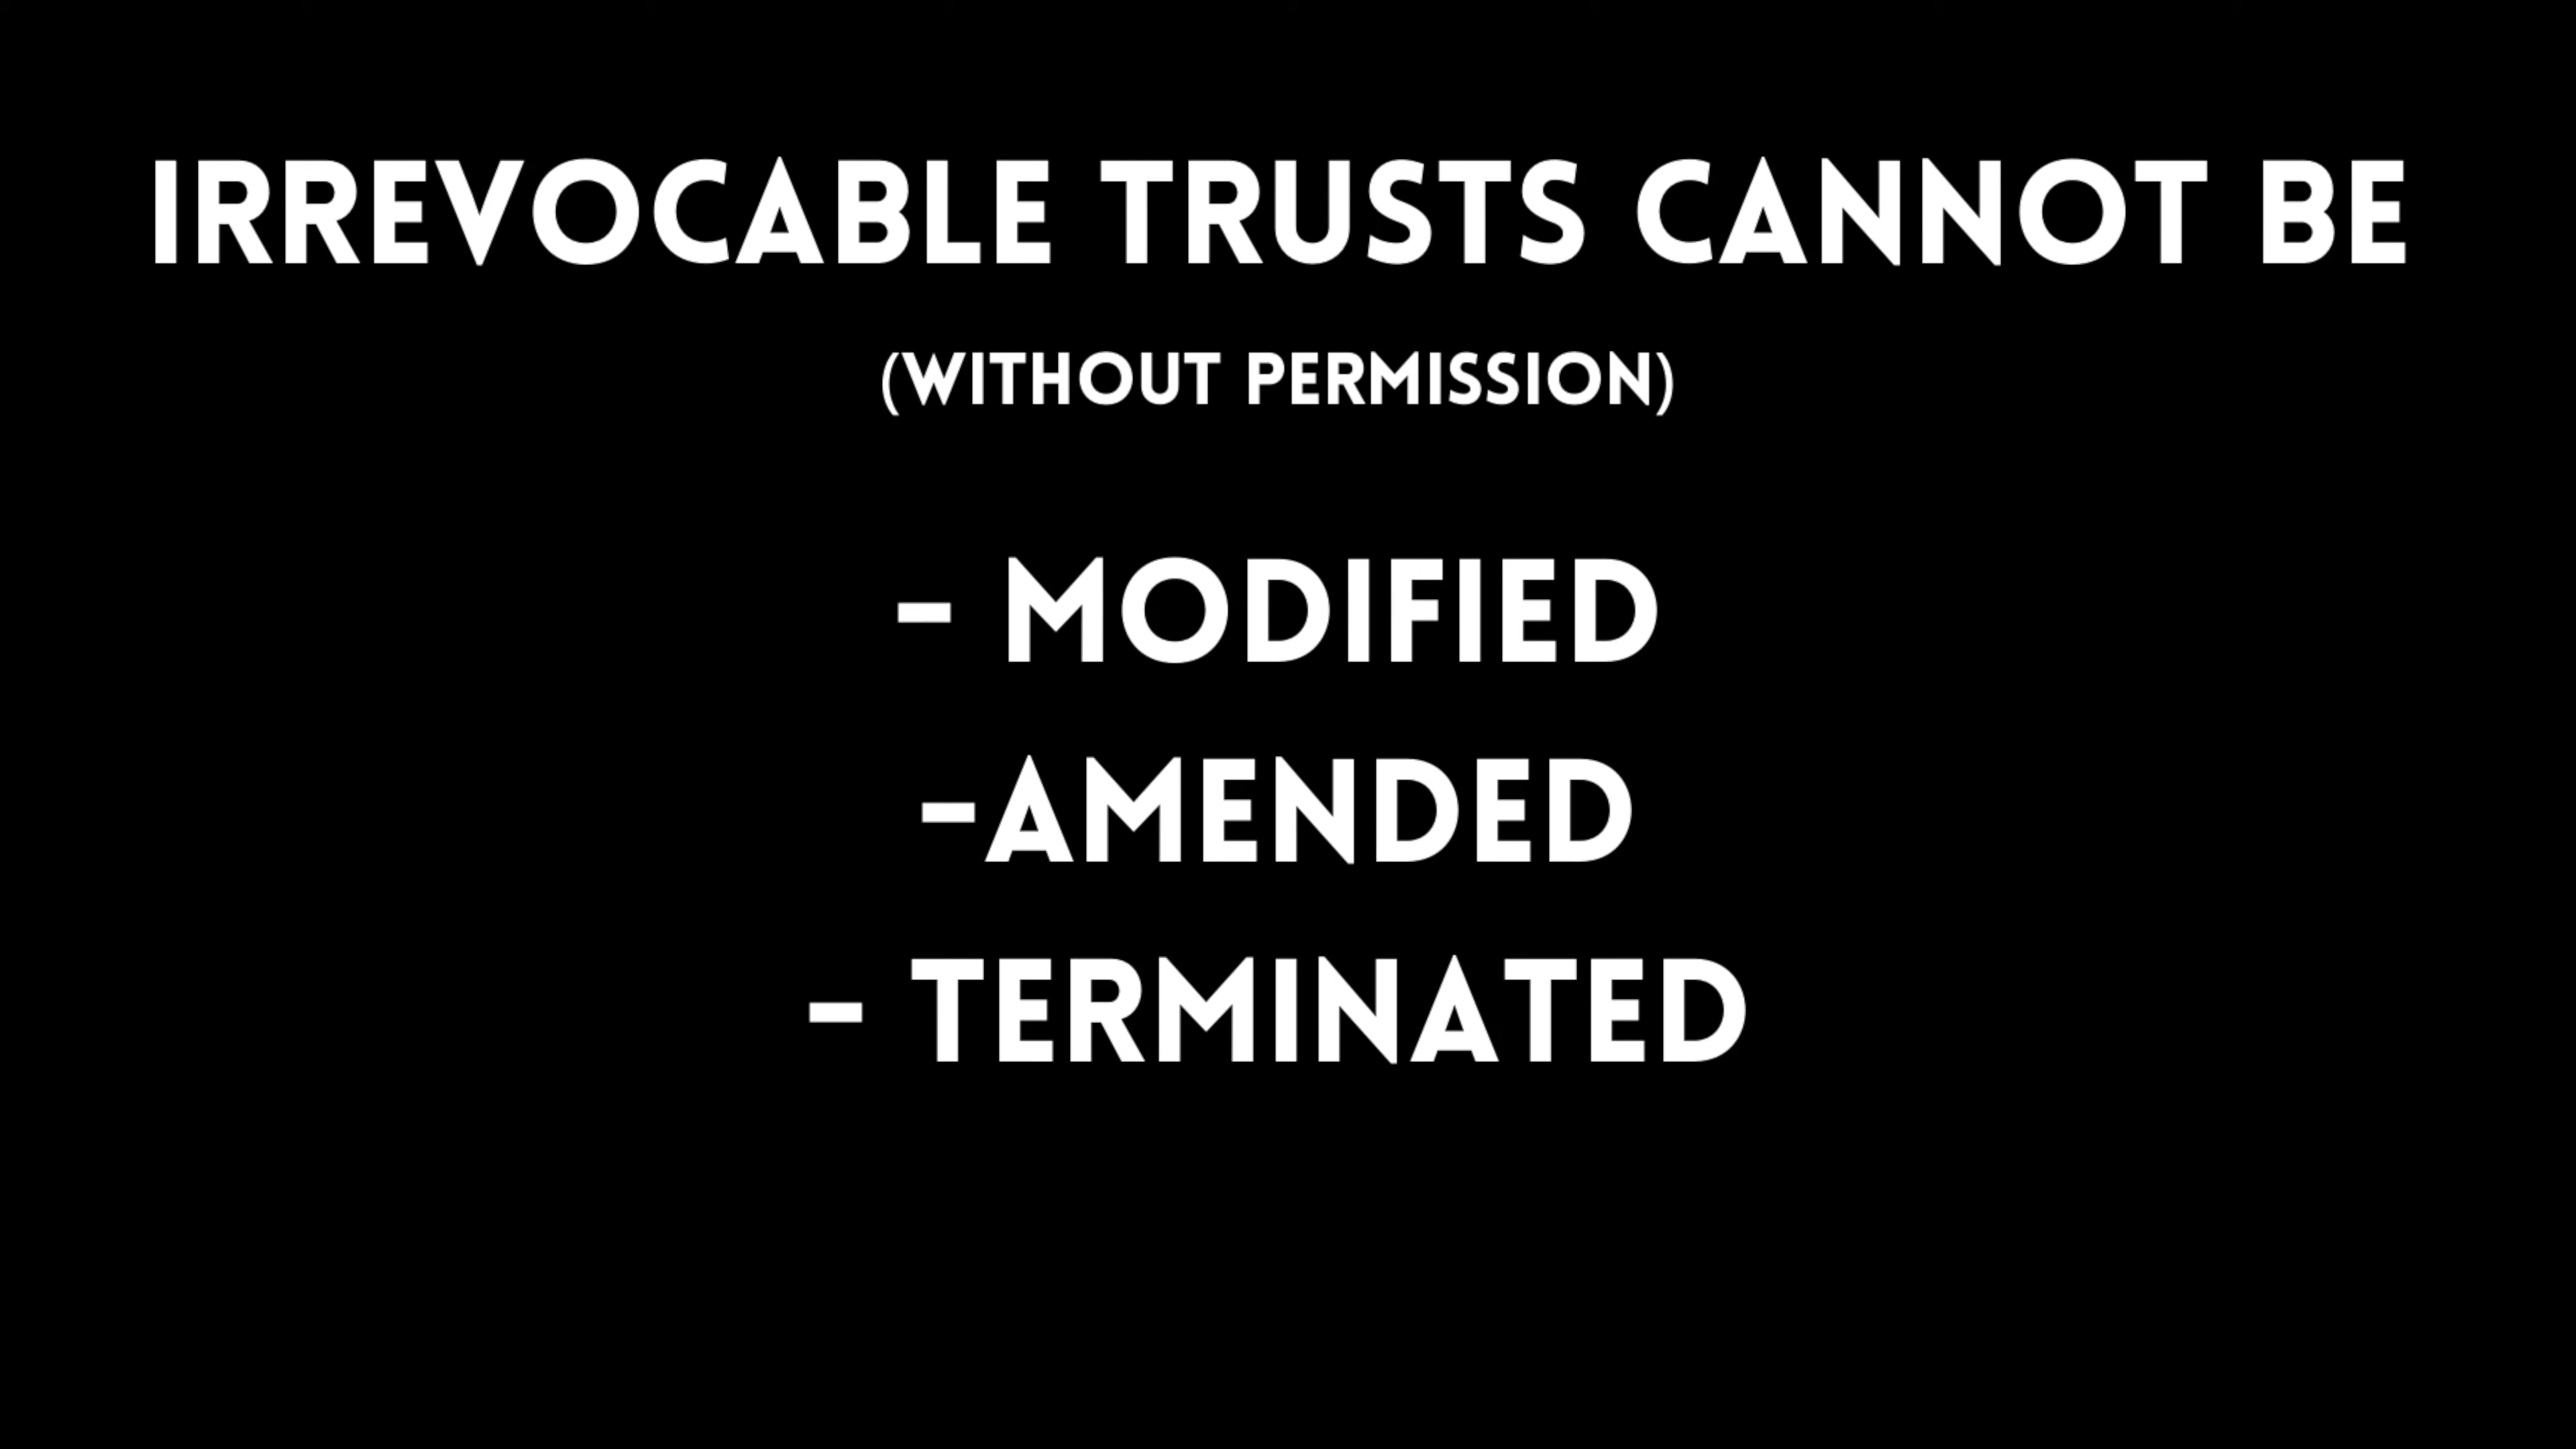 IRREVOCABLE TRUSTS CANNOT BE
(WITHOUT PERMISSION)
- MODIFIED
-AMENDED
- TERMINATED